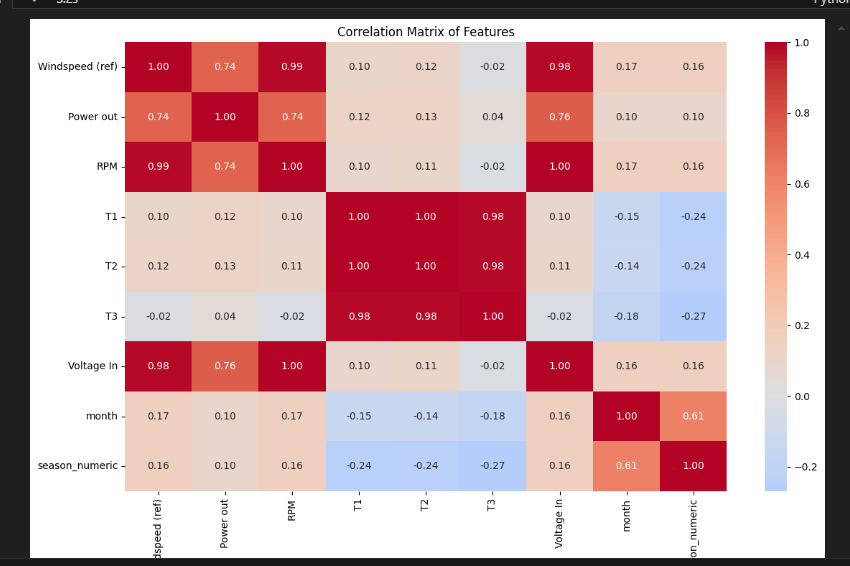 Correlation Matrix of Features
Windspeed (ref) 1.00 0.74 0.99 0.10 0.12 -0.02 0.98 0.17 0.16
Power out 0.74 1.00 0.74 0.12 0.13 0.04 0.76 0.10 0.10
RPM 0.99 0.74 1.00 0.10 0.11 -0.02 1.00 0.17 0.16
T1 0.10 0.12 0.10 1.00 1.00 0.98 0.10 -0.15 -0.24
T2 0.12 0.13 0.11 1.00 1.00 0.98 0.11 -0.14 -0.24
T3 -0.02 0.04 -0.02 0.98 0.98 1.00 -0.02 -0.18 -0.27
Voltage In 0.98 0.76 1.00 0.10 0.11 -0.02 1.00 0.16 0.16
month 0.17 0.10 0.17 -0.15 -0.14 -0.18 0.16 1.00 0.61
season_numeric 0.16 0.10 0.16 -0.24 -0.24 -0.27 0.16 0.61 1.00
dspeed (ref)
Power out
RPM
T1
T2
T3
Voltage In
month
on_numeric
1.0
0.8
0.6
0.4
0.2
0.0
−0.2